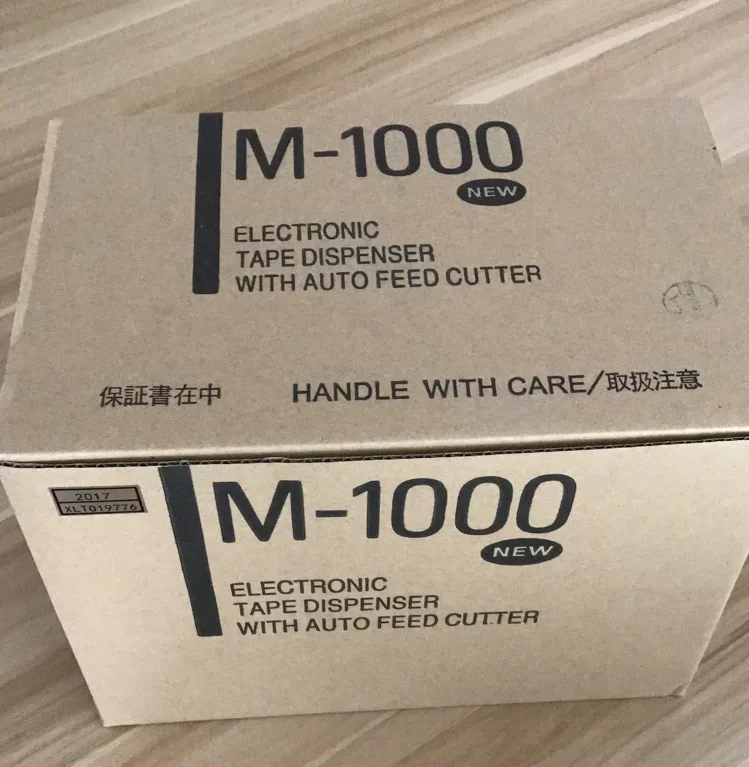 M-1000
NEW
ELECTRONIC
TAPE DISPENSER
WITH AUTO FEED CUTTER
保証書在中
HANDLE WITH CARE/取扱注意
2017
XLT019776
M-1000
NEW
ELECTRONIC
TAPE DISPENSER
WITH AUTO FEED CUTTER